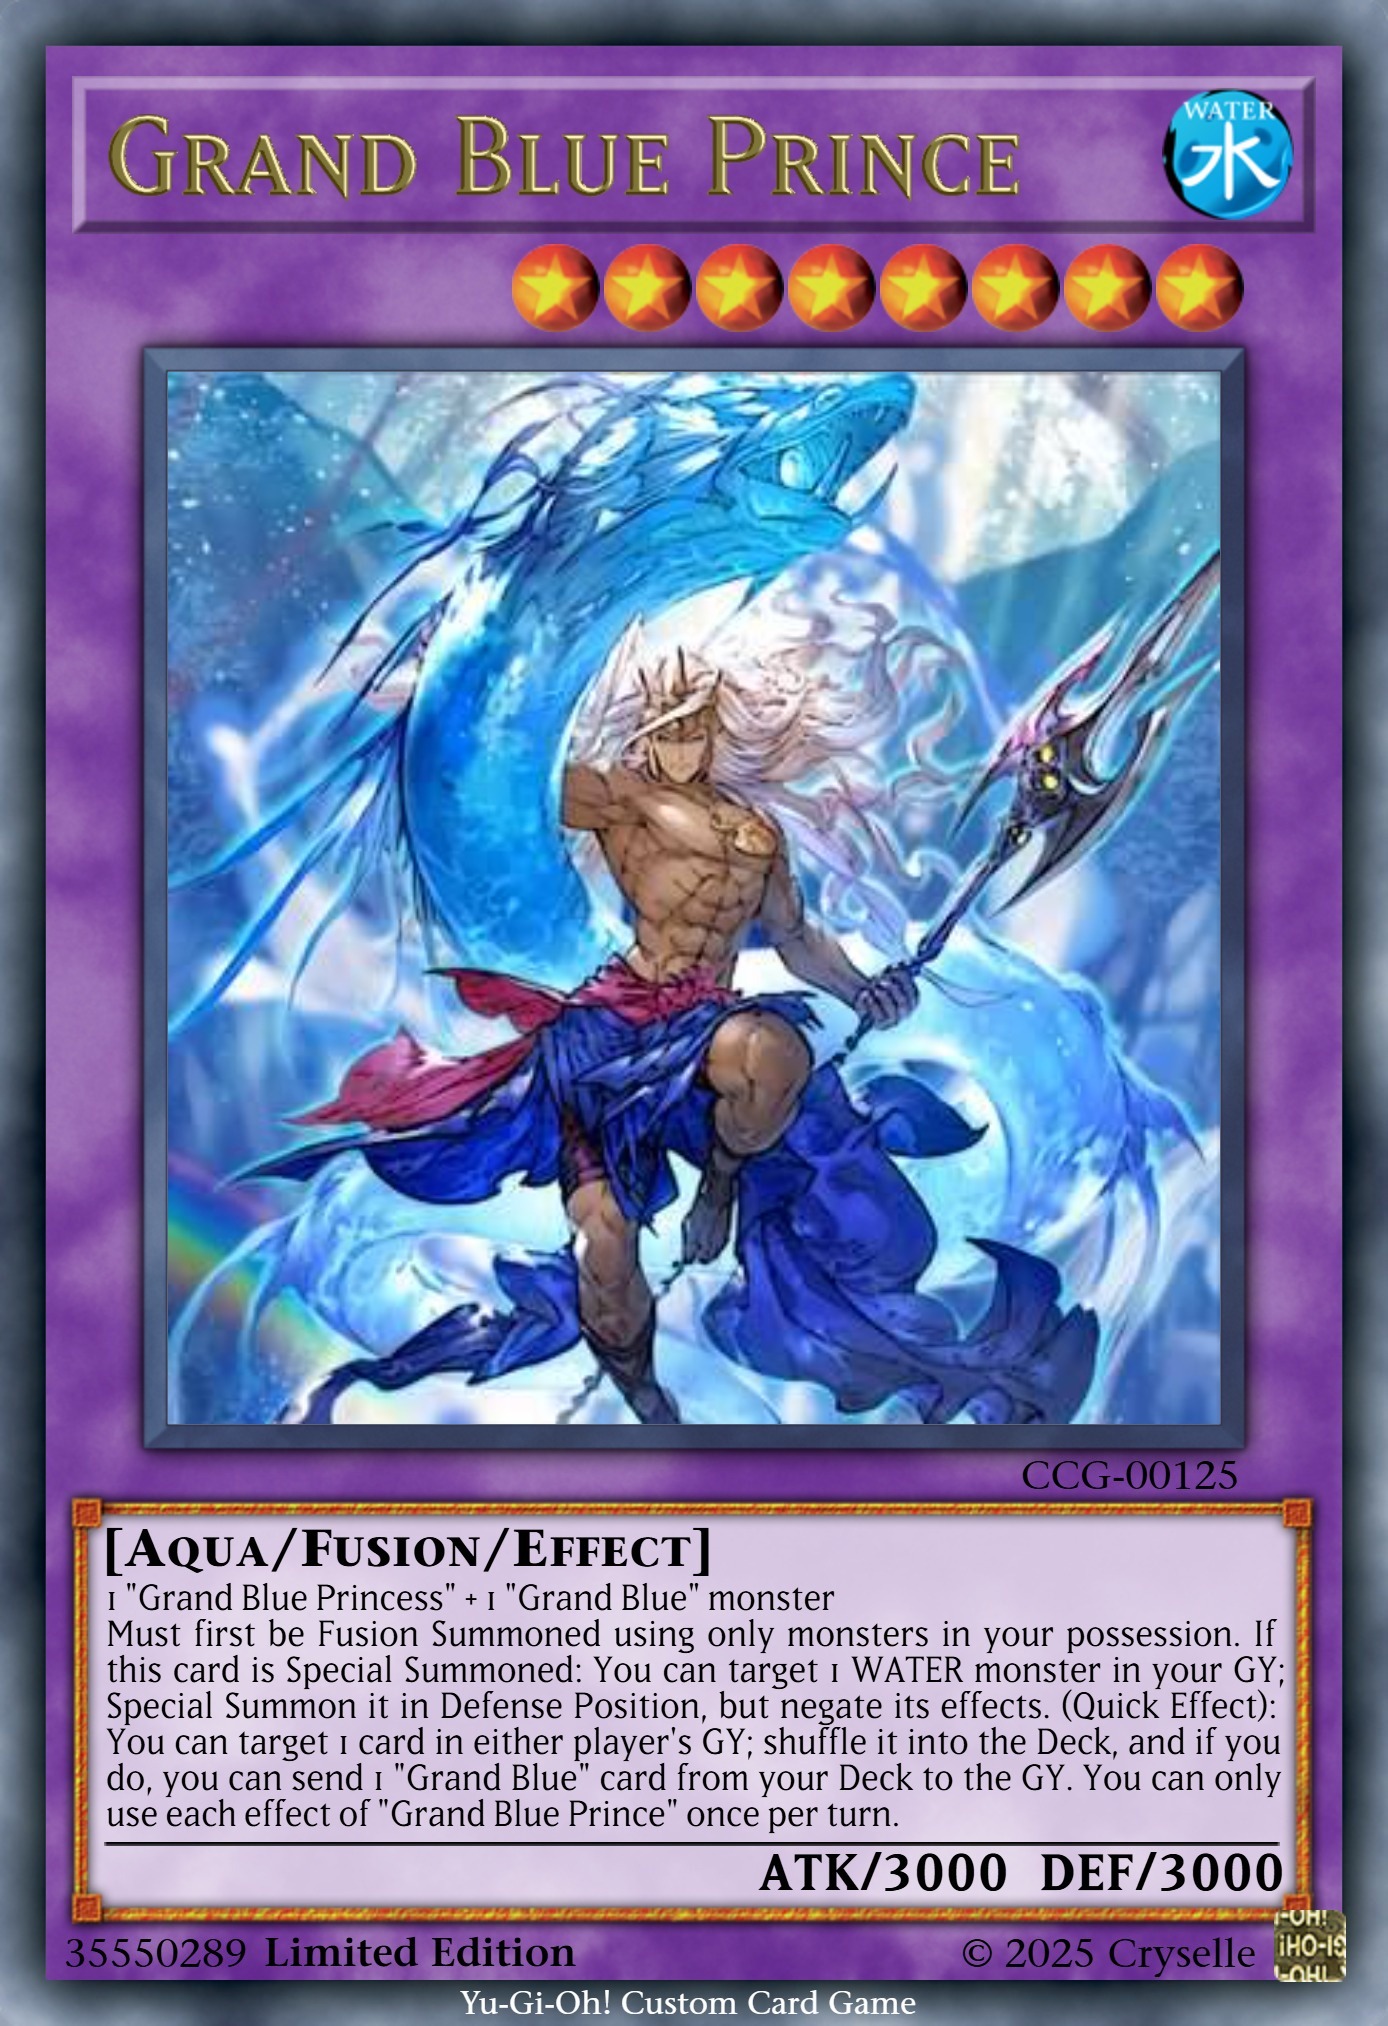 Grand Blue Prince
WATER
水
CCG-00125
[Aqua/Fusion/Effect]
1 "Grand Blue Princess" + 1 "Grand Blue" monster
Must first be Fusion Summoned using only monsters in your possession. If
this card is Special Summoned: You can target 1 WATER monster in your GY;
Special Summon it in Defense Position, but negate its effects. (Quick Effect):
You can target 1 card in either player's GY; shuffle it into the Deck, and if you
do, you can send 1 "Grand Blue" card from your Deck to the GY. You can only
use each effect of "Grand Blue Prince" once per turn.
ATK/3000 DEF/3000
35550289 Limited Edition
© 2025 Cryselle
Yu-Gi-Oh! Custom Card Game